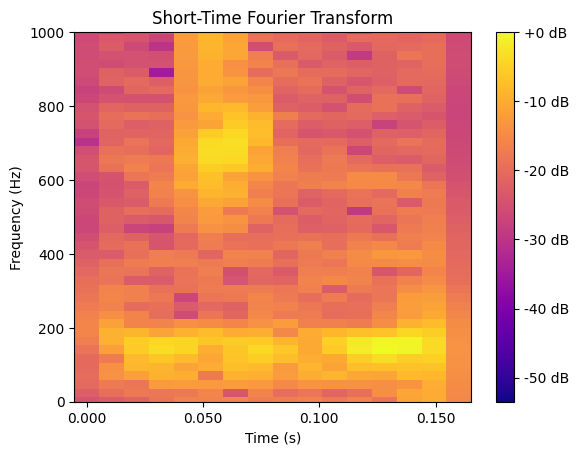 Short-Time Fourier Transform
Frequency (Hz)
1000
800
600
400
200
0
0.000
0.050
0.100
0.150
Time (s)
+0 dB
-10 dB
-20 dB
-30 dB
-40 dB
-50 dB